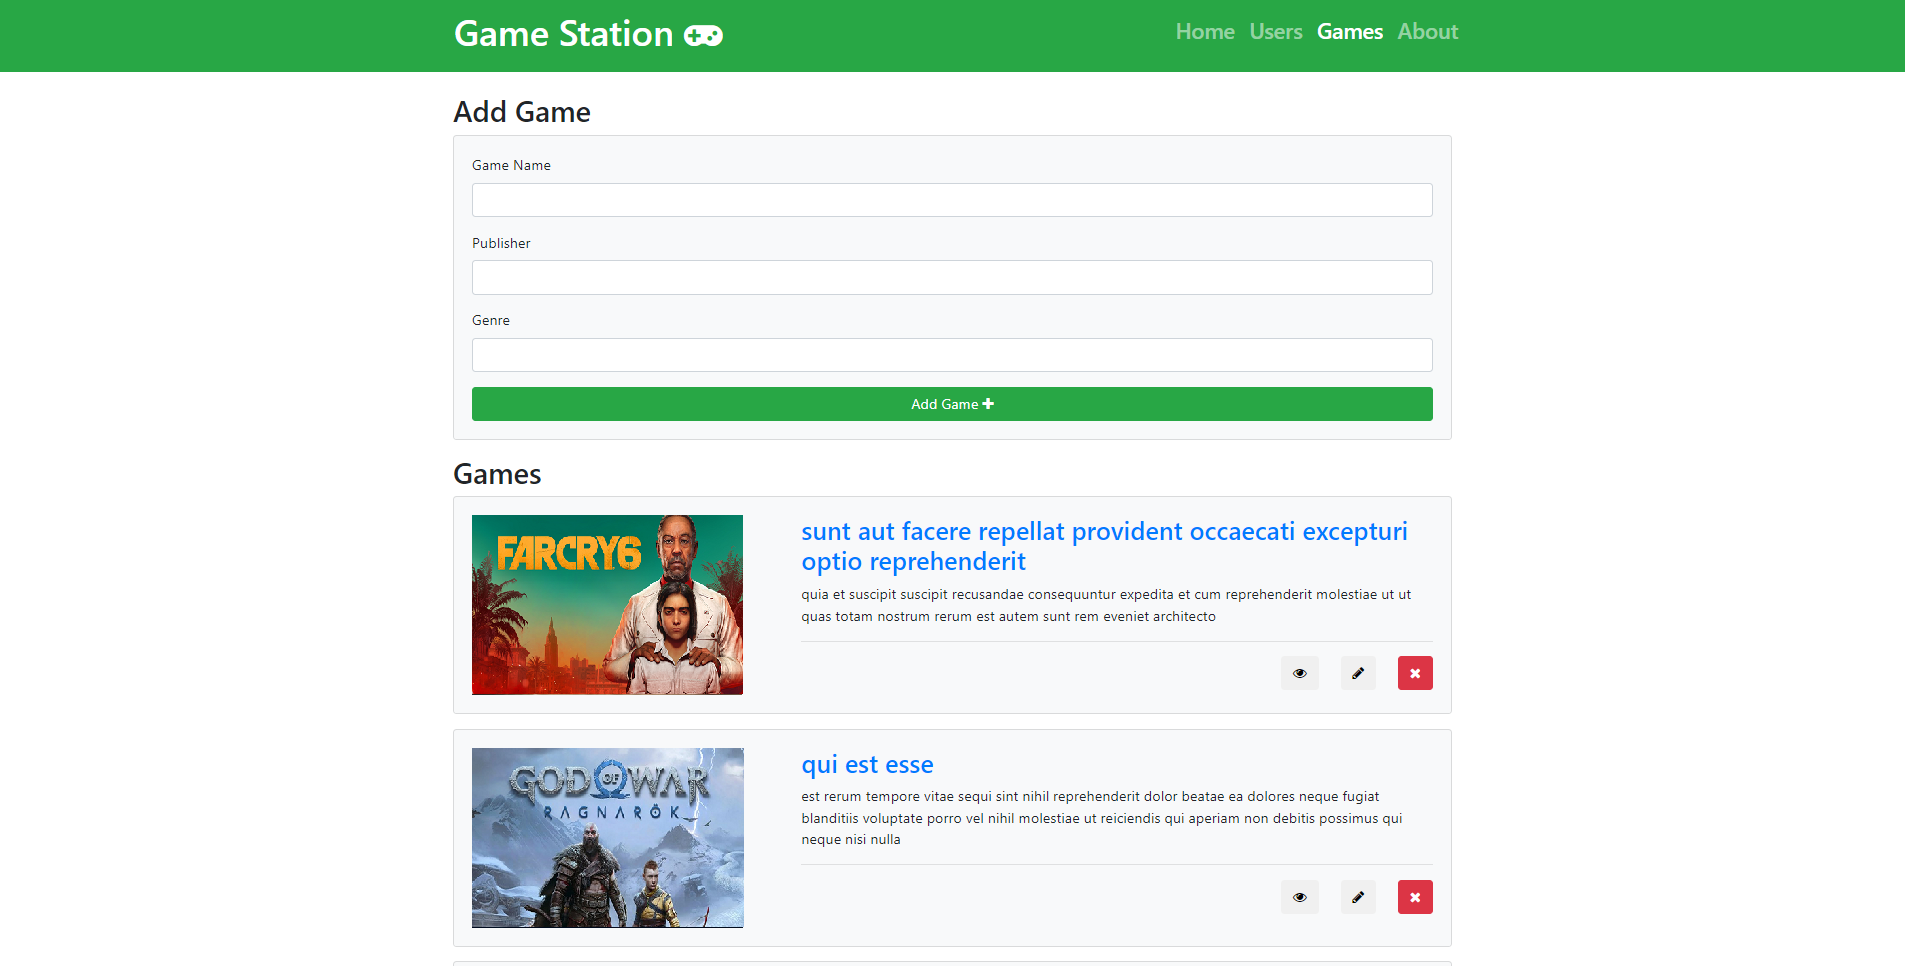 Game Station
Home Users Games About
Add Game
Game Name
Publisher
Genre
Add Game
Games
FARCRY6
sunt aut facere repellat provident occaecati excepturi
optio reprehenderit
quia et suscipit suscipit recusandae consequuntur expedita et cum reprehenderit molestiae ut ut
quas totam nostrum rerum est autem sunt rem eveniet architecto
GOD OF WAR
RAGNARÖK
qui est esse
est rerum tempore vitae sequi sint nihil reprehenderit dolor beatae ea dolores neque fugiat
blanditiis voluptate porro vel nihil molestiae ut reiciendis qui aperiam non debitis possimus qui
neque nisi nulla